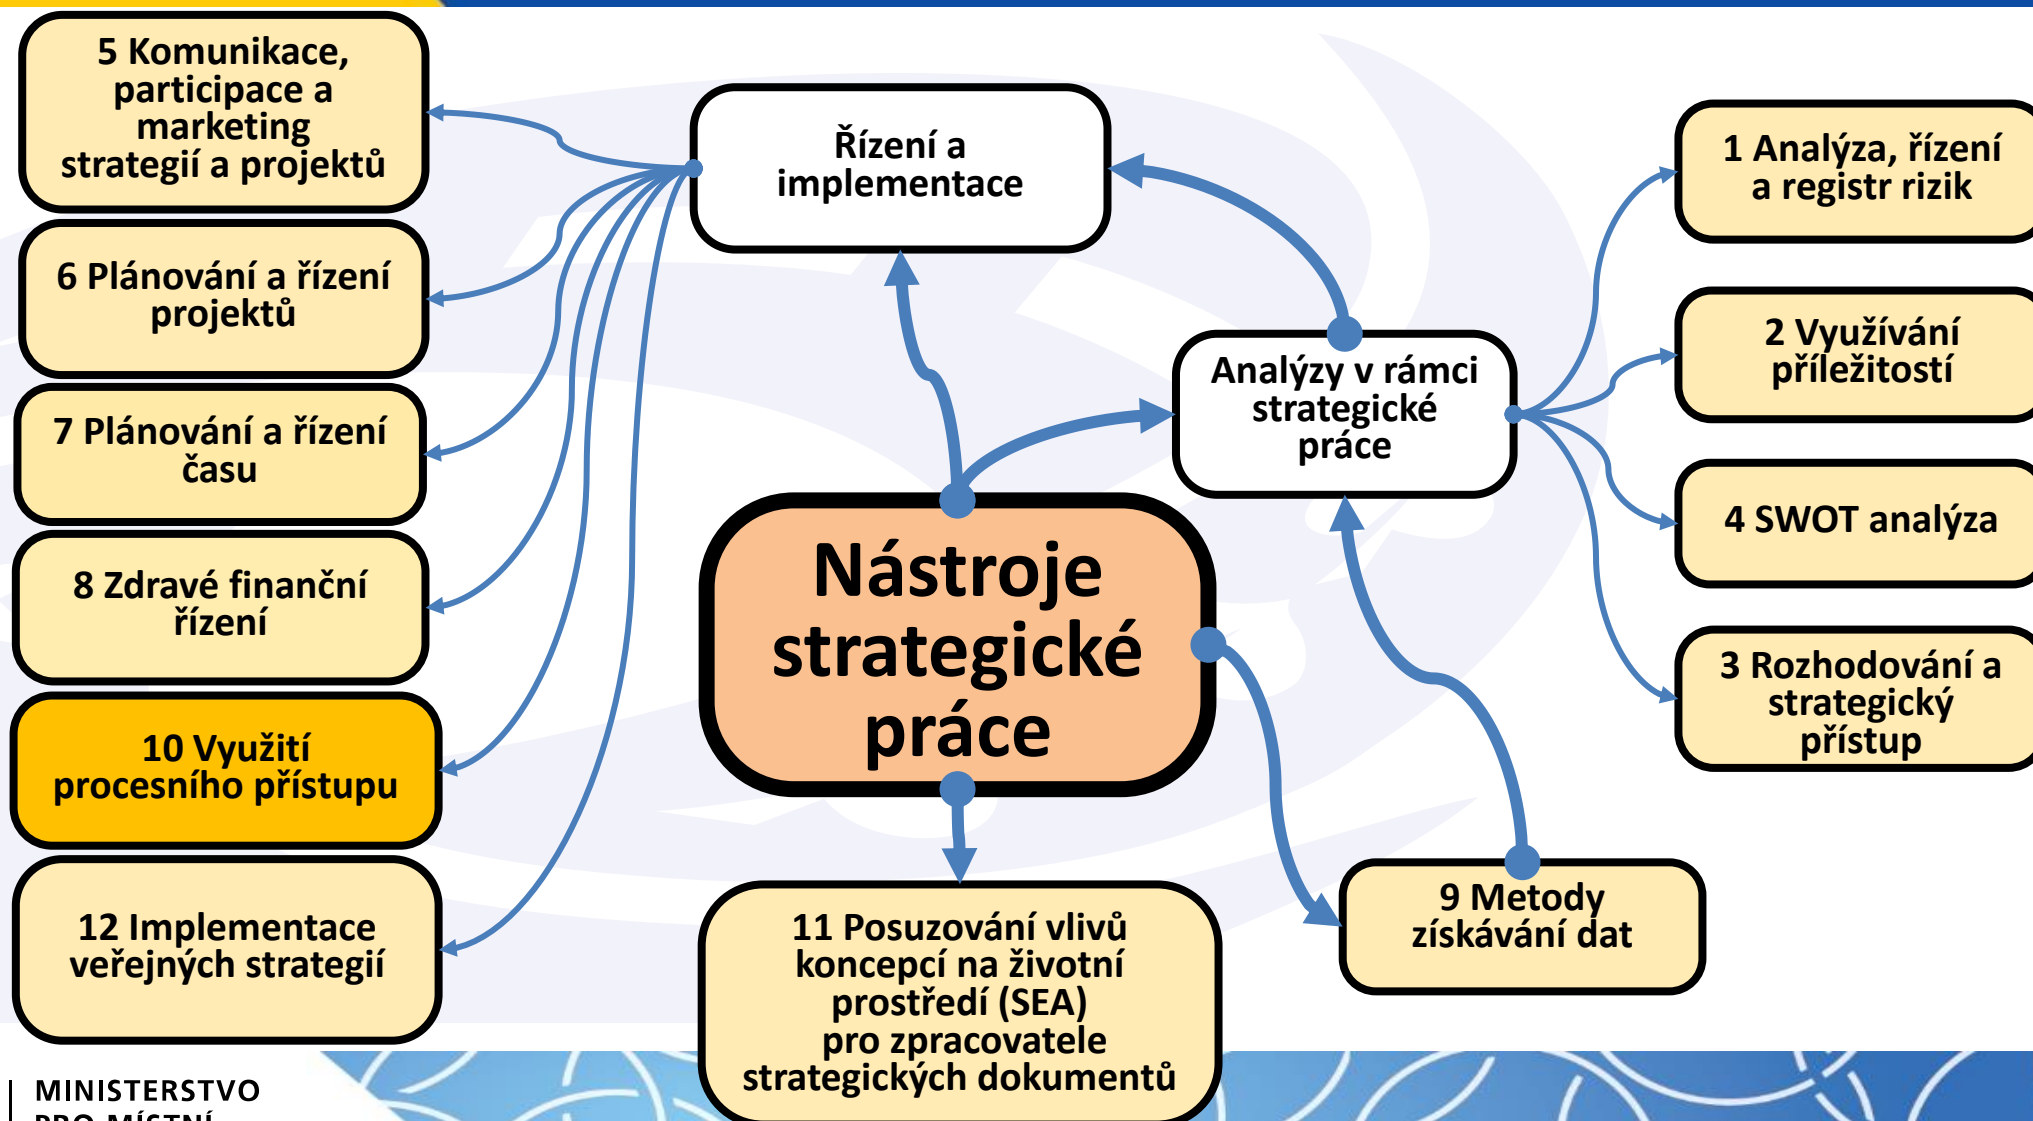 5 Komunikace,
participace a
marketing
strategií a projektů
6 Plánování a řízení
projektů
7 Plánování a řízení
času
8 Zdravé finanční
řízení
10 Využití
procesního přístupu
12 Implementace
veřejných strategií
Řízení a
implementace
Analýzy v rámci
strategické
práce
Nástroje
strategické
práce
11 Posuzování vlivů
koncepcí na životní
prostředí (SEA)
pro zpracovatele
strategických dokumentů
9 Metody
získávání dat
1 Analýza, řízení
a registr rizik
2 Využívání
příležitostí
4 SWOT analýza
3 Rozhodování a
strategický
přístup
MINISTERSTVO
PRO MÍSTNÍ